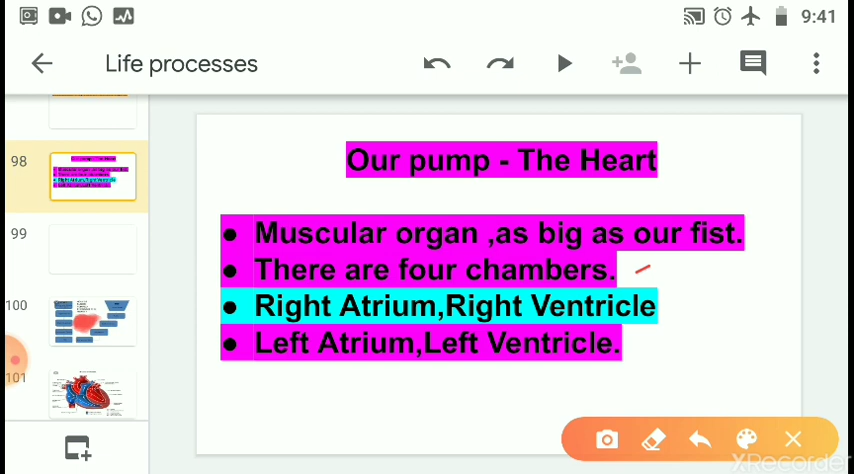 9:41
Life processes
98
Our pump - The Heart
● Muscular organ ,as big as our fist.
● There are four chambers.
● Right Atrium,Right Ventricle
● Left Atrium,Left Ventricle.
99
100
101
XRecorder